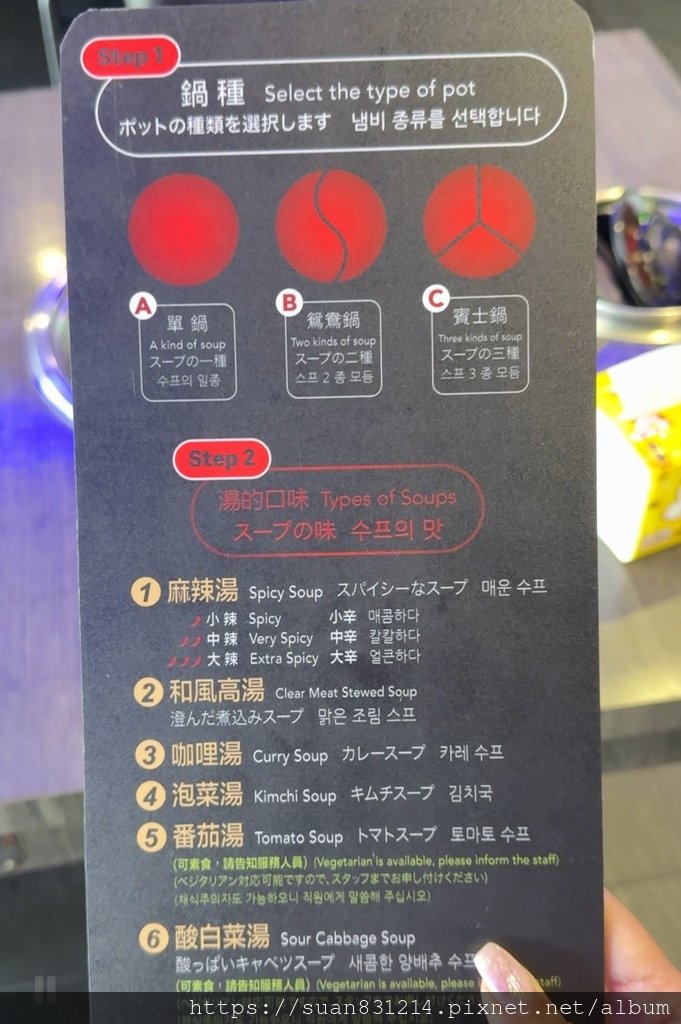 Step 1
鍋種 Select the type of pot
ポットの種類を選択します 냄비 종류를 선택합니다
A
單鍋
A kind of soup
スープの一種
수프의 일종
B
鴛鴦鍋
Two kinds of soup
スープの二種
스프 2 종 모듬
C
賓士鍋
Three kinds of soup
スープの三種
스프 3 종 모듬
Step 2
湯的口味 Types of Soups
スープの味 수프의 맛
1 麻辣湯 Spicy Soup スパイシーなスープ 매운 수프
小辣 Spicy 小辛 매콤하다
中辣 Very Spicy 中辛 칼칼하다
大辣 Extra Spicy 大辛 얼큰하다
2 和風高湯 Clear Meat Stewed Soup
澄んだ煮込みスープ 맑은 조림 스프
3 咖哩湯 Curry Soup カレースープ 카레 수프
4 泡菜湯 Kimchi Soup キムチスープ 김치국
5 番茄湯 Tomato Soup トマトスープ 토마토 수프
(可素食，請告知服務人員) (Vegetarian is available, please inform the staff)
(ベジタリアン対応可能ですので、スタッフまでお申し付けください)
(채식주의자도 가능하오니 직원에게 말씀해 주십시오)
6 酸白菜湯 Sour Cabbage Soup
酸っぱいキャベツスープ 새콤한 양배추 수프
(可素食，請告知服務人員) (Vegetarian is available, please inform the staff)
https://suan831214.pixnet.net/album